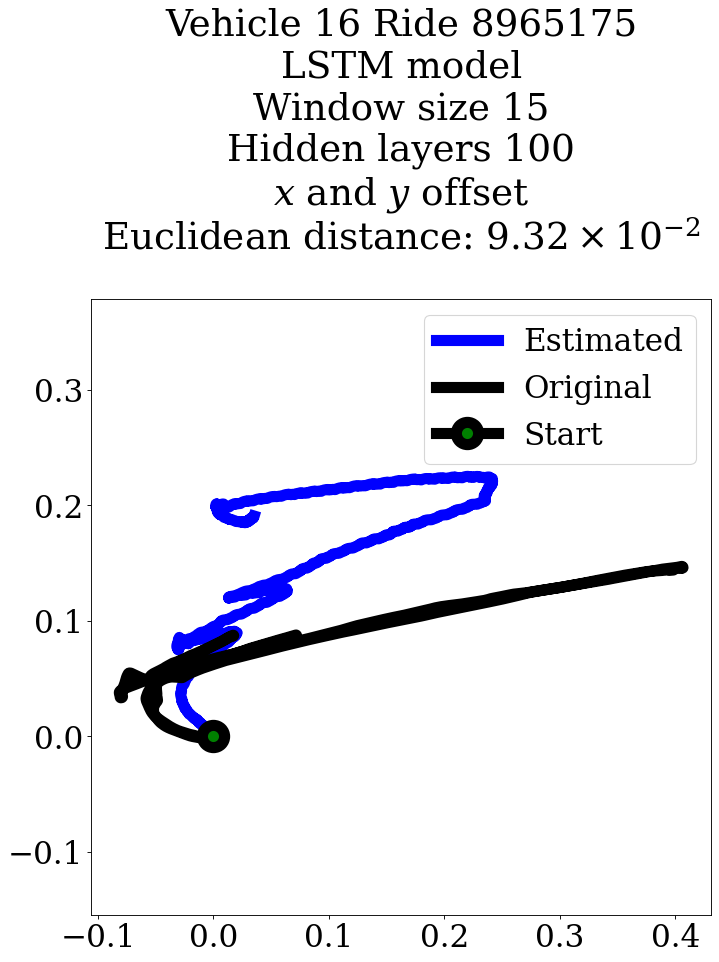 Vehicle 16 Ride 8965175
LSTM model
Window size 15
Hidden layers 100
x and y offset
Euclidean distance: 9.32 × 10⁻²
Estimated
Original
Start
0.3
0.2
0.1
0.0
−0.1
−0.1 0.0 0.1 0.2 0.3 0.4